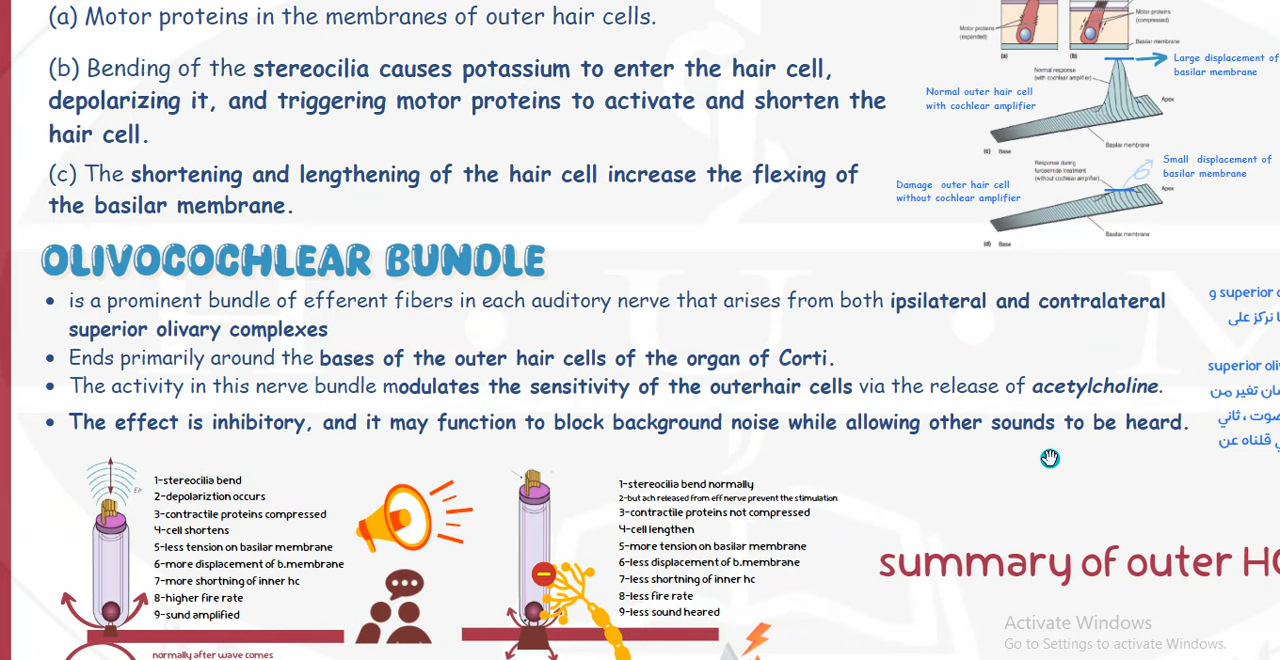 (a) Motor proteins in the membranes of outer hair cells.
(b) Bending of the stereocilia causes potassium to enter the hair cell,
depolarizing it, and triggering motor proteins to activate and shorten the
hair cell.
(c) The shortening and lengthening of the hair cell increase the flexing of
the basilar membrane.
Motor proteins
(expanded)
Motor proteins
(compressed)
Basilar membrane
(a)
(b)
Large displacement of
basilar membrane
Normal response
(with cochlear amplifier)
Normal outer hair cell
with cochlear amplifier
Apex
Basilar membrane
(c) Base
Response during
furosemide treatment
(without cochlear amplifier)
Small displacement of
basilar membrane
Damage outer hair cell
without cochlear amplifier
Apex
Basilar membrane
(d) Base
OLIVOCOCHLEAR BUNDLE
• is a prominent bundle of efferent fibers in each auditory nerve that arises from both ipsilateral and contralateral
superior olivary complexes
• Ends primarily around the bases of the outer hair cells of the organ of Corti.
• The activity in this nerve bundle modulates the sensitivity of the outerhair cells via the release of acetylcholine.
• The effect is inhibitory, and it may function to block background noise while allowing other sounds to be heard.
و superior
نركز على
superior
تغير من
صوت ، ثاني
قلناه عن
1-stereocilia bend
2-depolariztion occurs
3-contractile proteins compressed
4-cell shortens
5-less tension on basilar membrane
6-more displacement of b.membrane
7-more shortning of inner hc
8-higher fire rate
9-sund amplified
normally after wave comes
1-stereocilia bend normally
2-but ach released from eff nerve prevent the stimulation
3-contractile proteins not compressed
4-cell lengthen
5-more tension on basilar membrane
6-less displacement of b.membrane
7-less shortning of inner hc
8-less fire rate
9-less sound heared
summary of outer HC
Activate Windows
Go to Settings to activate Windows.